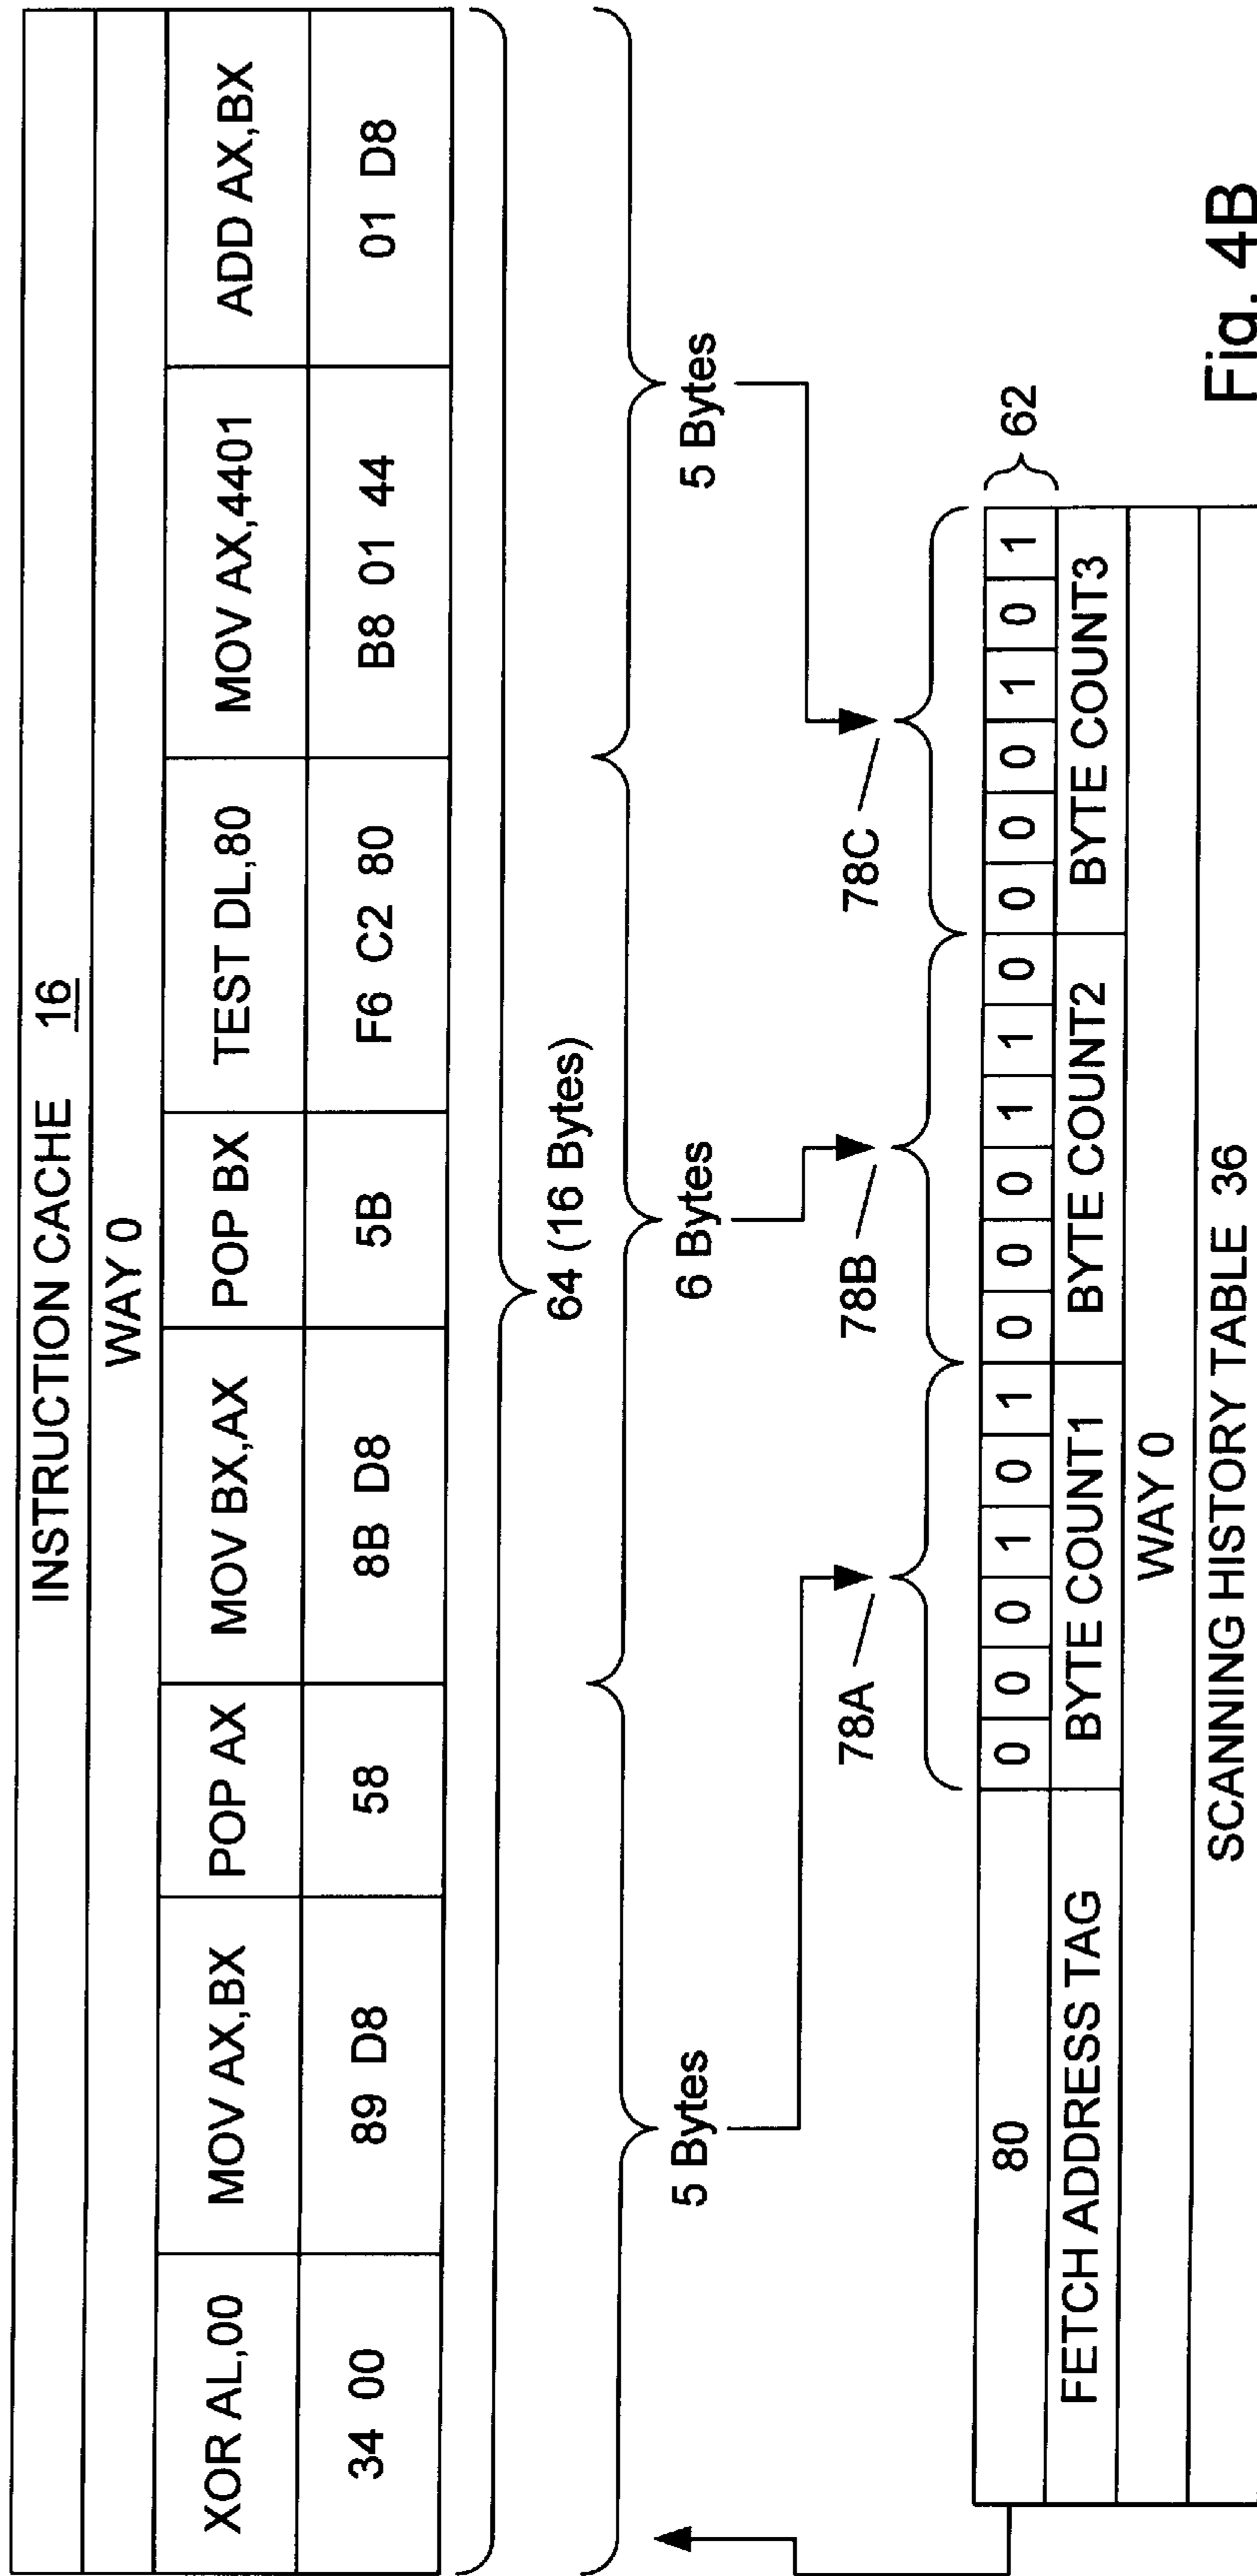 INSTRUCTION CACHE 16
WAY 0
XOR AL,00 MOV AX,BX POP AX MOV BX,AX POP BX TEST DL,80 MOV AX,4401 ADD AX,BX
34 00 89 D8 58 8B D8 5B F6 C2 80 B8 01 44 01 D8
64 (16 Bytes)
5 Bytes 6 Bytes 5 Bytes
78A 78B 78C
80 0 0 0 1 0 1 0 0 0 1 1 0 0 0 0 1 0 1 62
FETCH ADDRESS TAG BYTE COUNT1 BYTE COUNT2 BYTE COUNT3
WAY 0
SCANNING HISTORY TABLE 36
Fig. 4B